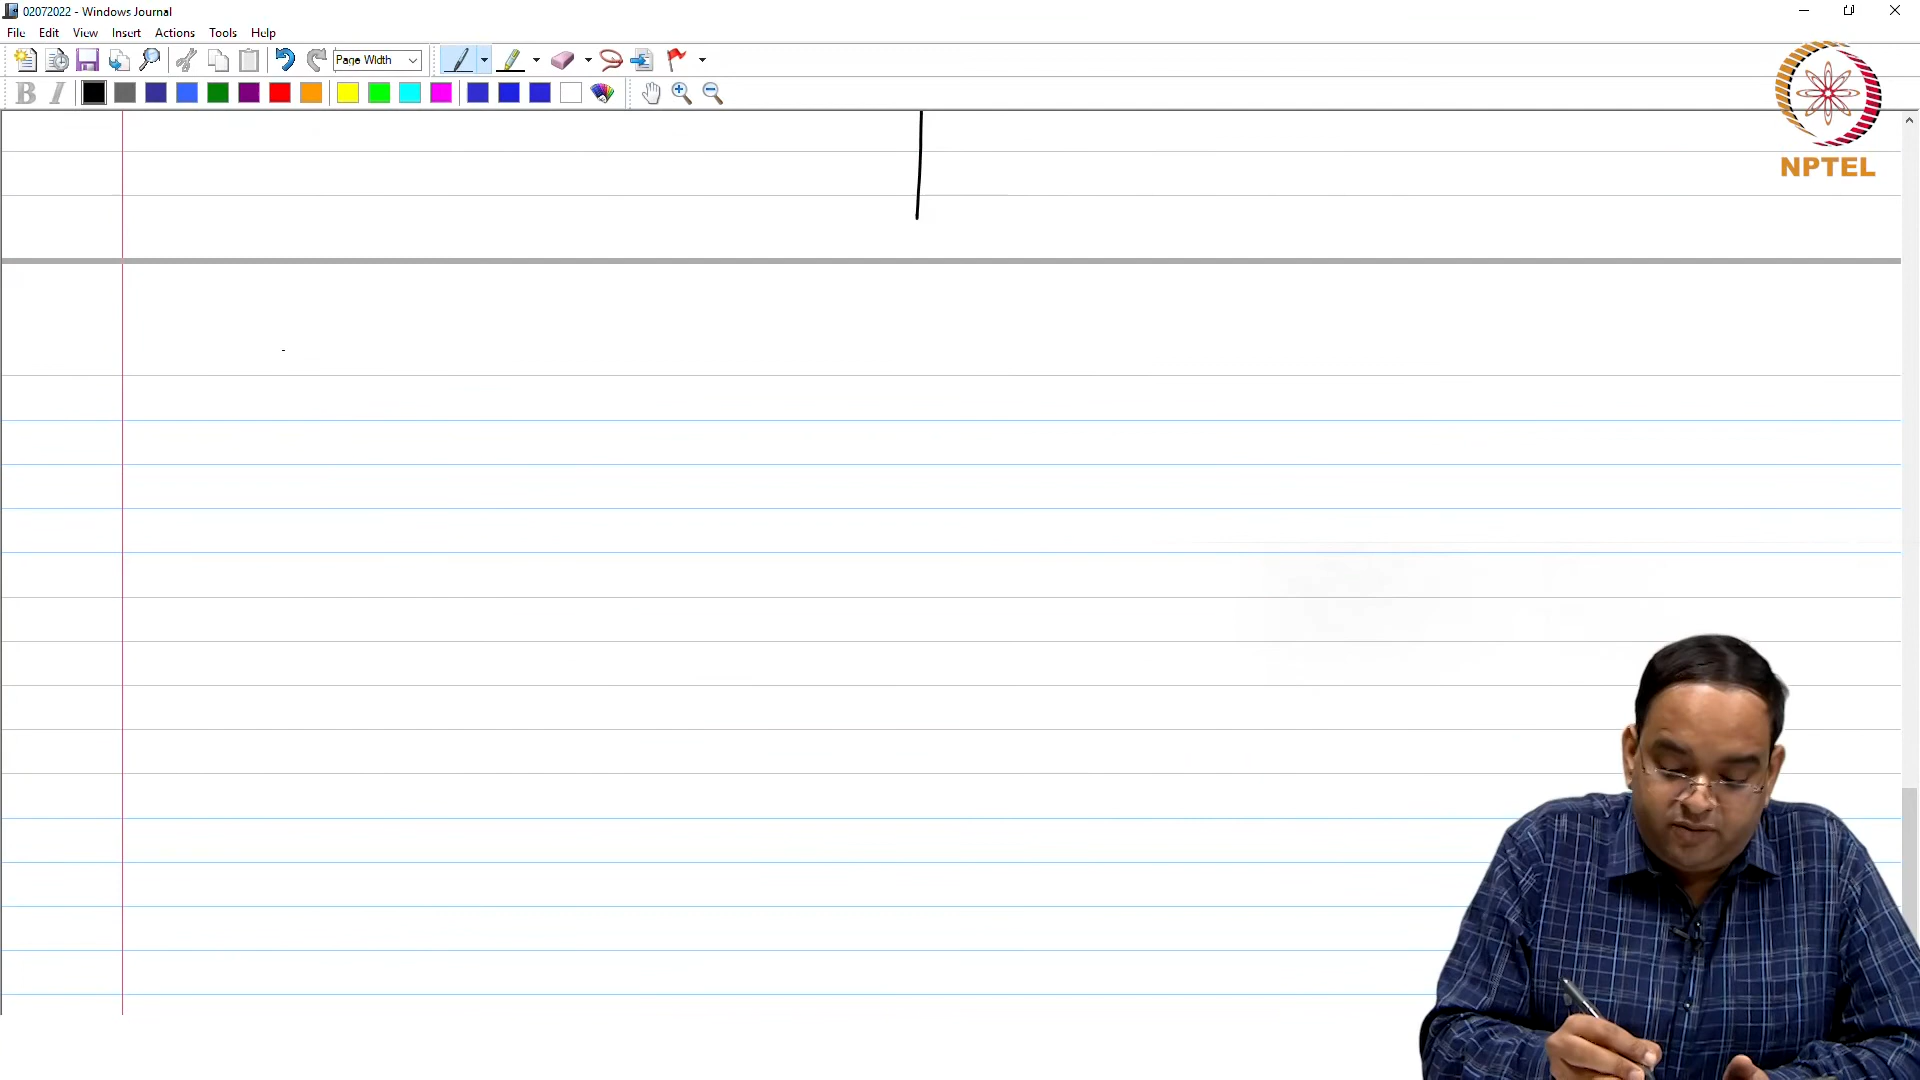 02072022 - Windows Journal
File Edit View Insert Actions Tools Help
Page Width
B I
NPTEL